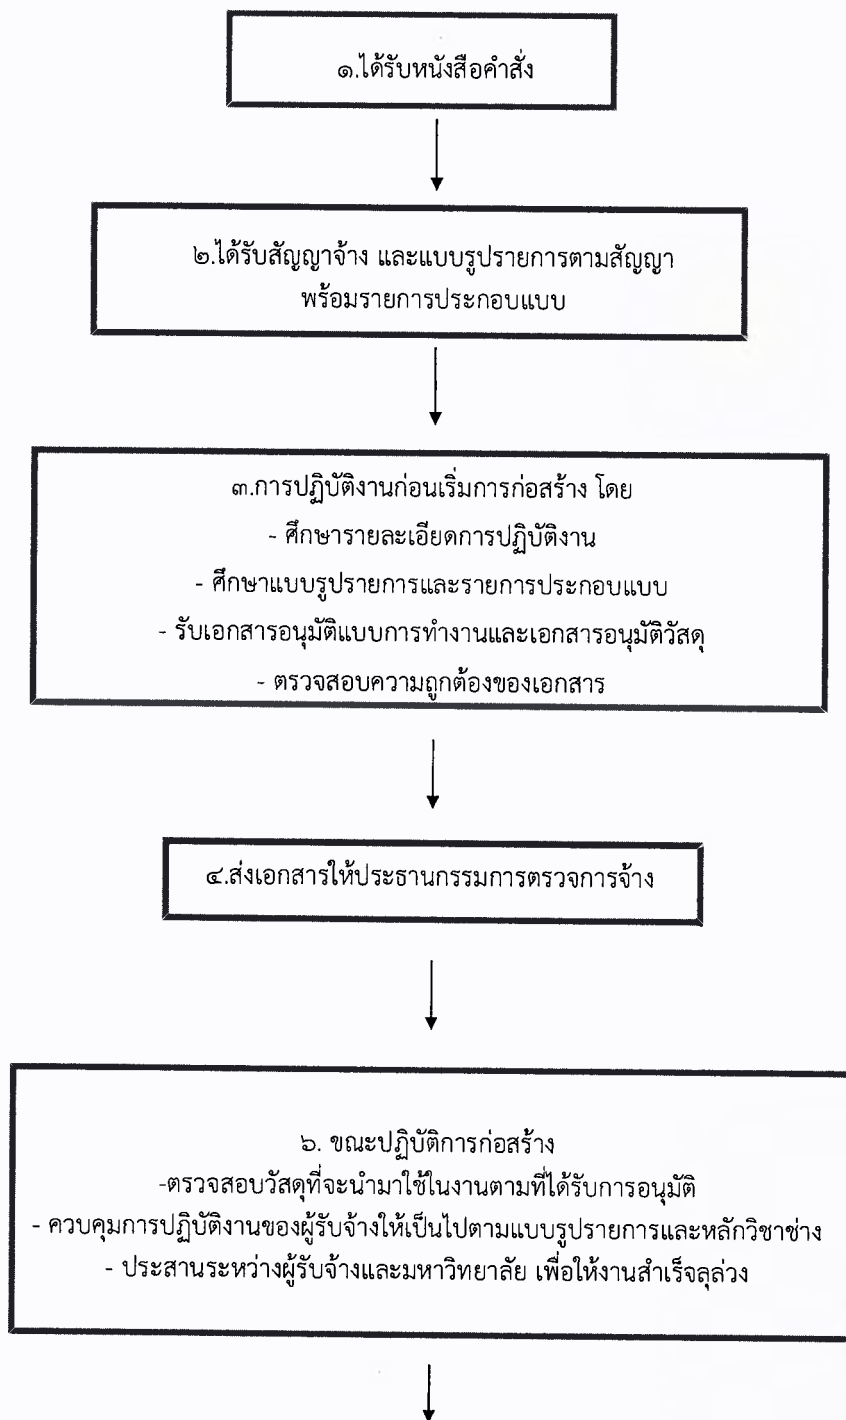 ๑.ได้รับหนังสือคำสั่ง
๒.ได้รับสัญญาจ้าง และแบบรูปรายการตามสัญญา
พร้อมรายการประกอบแบบ
๓.การปฏิบัติงานก่อนเริ่มการก่อสร้าง โดย
- ศึกษารายละเอียดการปฏิบัติงาน
- ศึกษาแบบรูปรายการและรายการประกอบแบบ
- รับเอกสารอนุมัติแบบการทำงานและเอกสารอนุมัติวัสดุ
- ตรวจสอบความถูกต้องของเอกสาร
๔.ส่งเอกสารให้ประธานกรรมการตรวจการจ้าง
๖. ขณะปฏิบัติการก่อสร้าง
-ตรวจสอบวัสดุที่จะนำมาใช้ในงานตามที่ได้รับการอนุมัติ
- ควบคุมการปฏิบัติงานของผู้รับจ้างให้เป็นไปตามแบบรูปรายการและหลักวิชาช่าง
- ประสานระหว่างผู้รับจ้างและมหาวิทยาลัย เพื่อให้งานสำเร็จลุล่วง